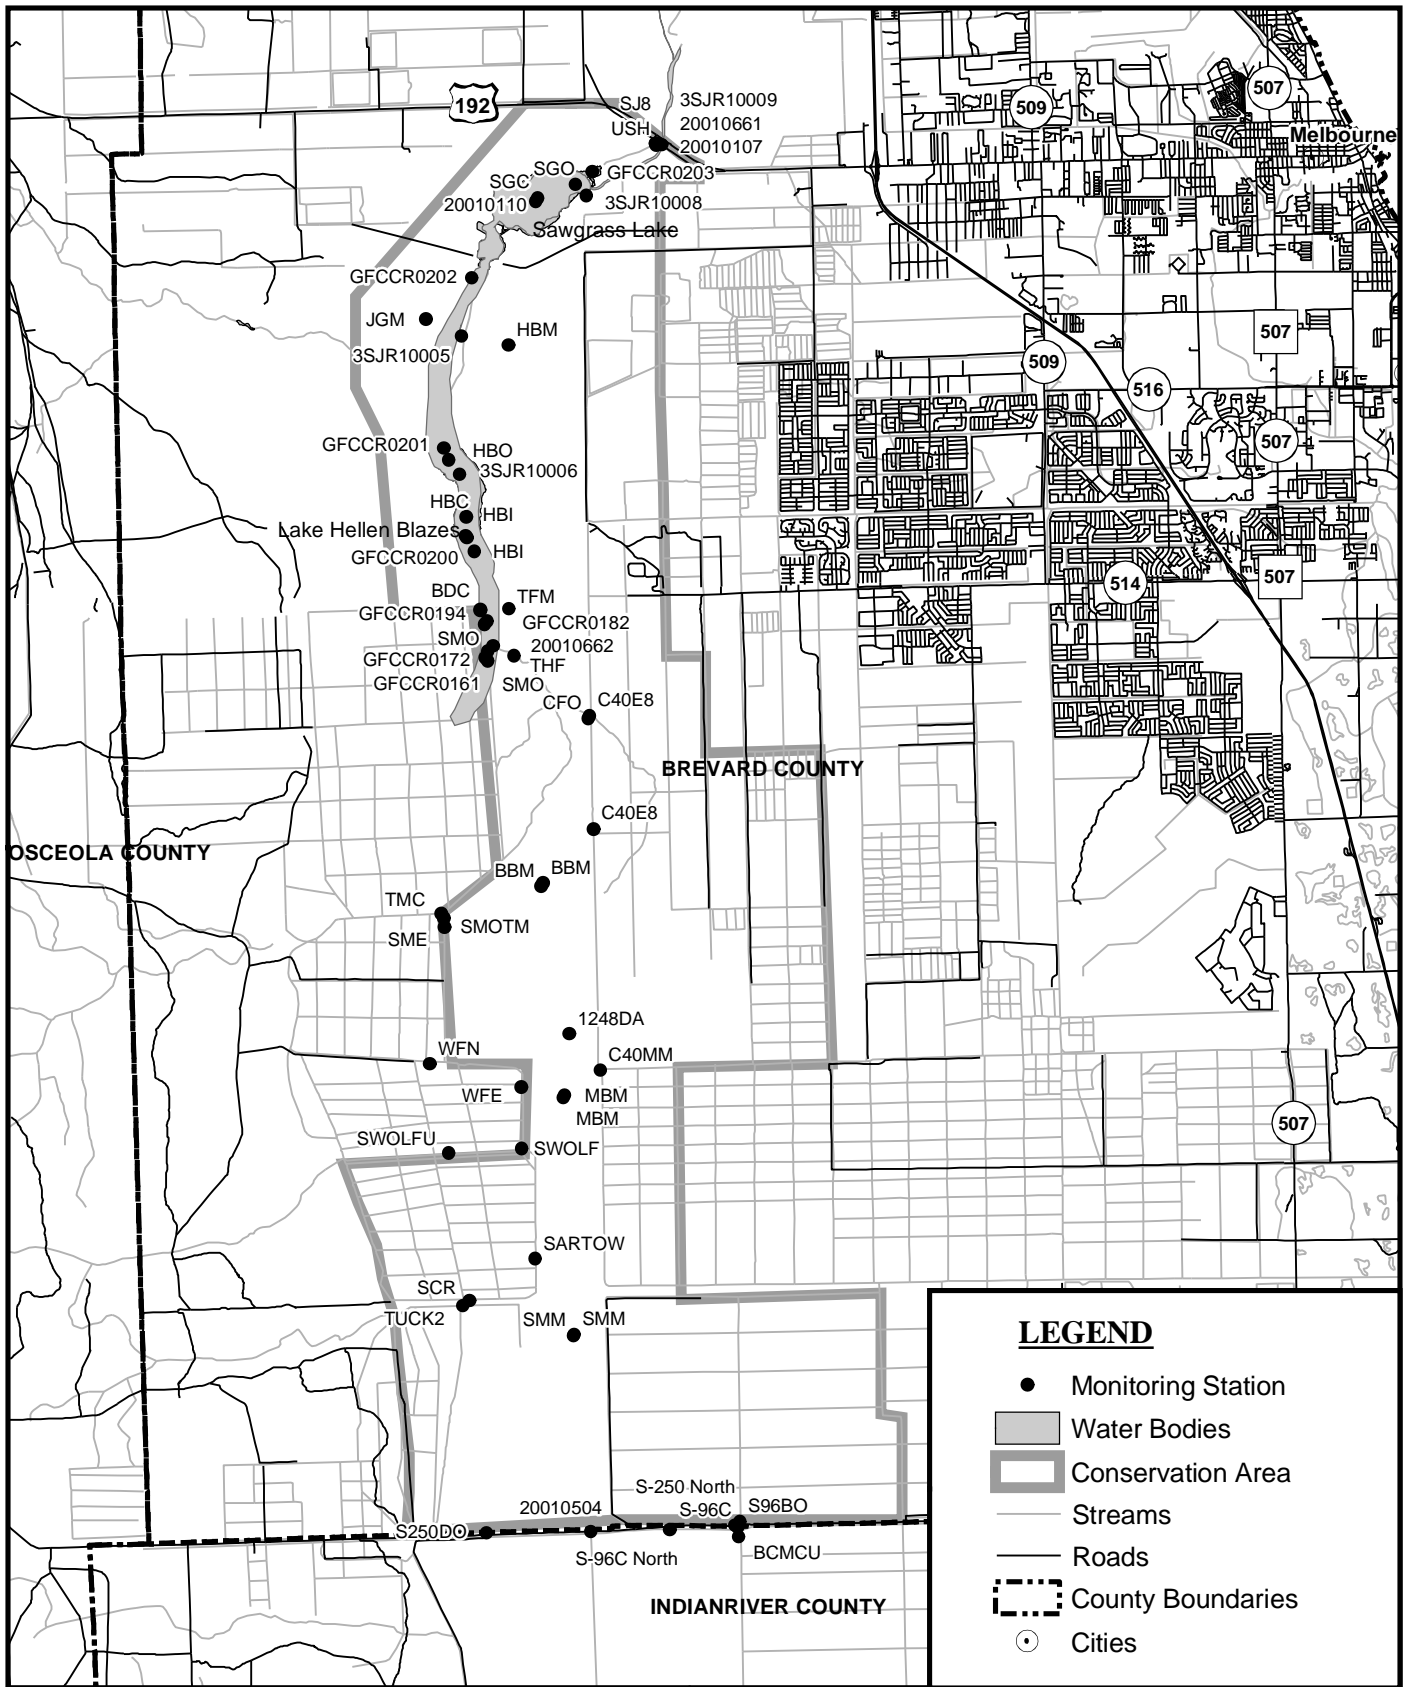 192
SJ8
3SJR10009
509
507
USH
20010661
20010107
Melbourne
SGO
GFCCR0203
SGC
20010110
3SJR10008
Sawgrass Lake
GFCCR0202
JGM
HBM
3SJR10005
507
509
516
GFCCR0201
HBO
507
3SJR10006
HBC
HBI
Lake Hellen Blazes
GFCCR0200
HBI
514
507
BDC
TFM
GFCCR0194
GFCCR0182
SMO
20010662
GFCCR0172
THF
GFCCR0161
SMO
CFO
C40E8
BREVARD COUNTY
C40E8
OSCEOLA COUNTY
BBM
BBM
TMC
SME
SMOTM
1248DA
WFN
C40MM
WFE
MBM
MBM
507
SWOLFU
SWOLF
SARTOW
SCR
TUCK2
SMM
SMM
S-250 North
20010504
S-96C
S96BO
S250DO
S-96C North
BCMCU
INDIANRIVER COUNTY
LEGEND
Monitoring Station
Water Bodies
Conservation Area
Streams
Roads
County Boundaries
Cities